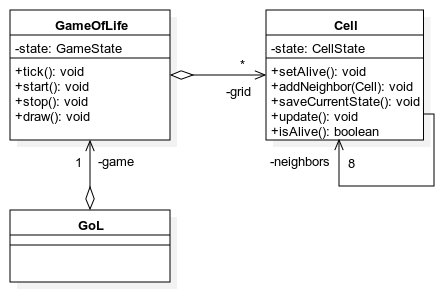 GameOfLife
-state: GameState
+tick(): void
+start(): void
+stop(): void
+draw(): void
*
-grid
Cell
-state: CellState
+setAlive(): void
+addNeighbor(Cell): void
+saveCurrentState(): void
+update(): void
+isAlive(): boolean
1
-game
-neighbors
8
GoL